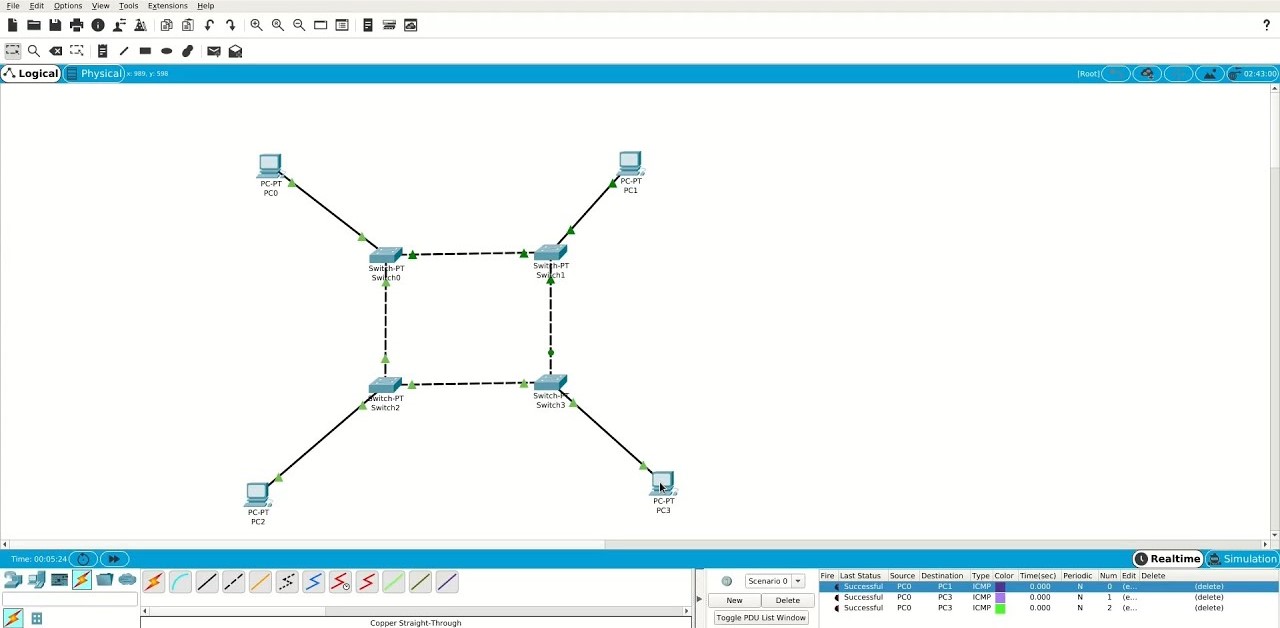 File Edit Options View Tools Extensions Help
?
Logical Physical x: 989, y: 598 [Root] 02:43:00
PC-PT
PC0
PC-PT
PC1
Switch-PT
Switch0
Switch-PT
Switch1
Switch-PT
Switch2
Switch-PT
Switch3
PC-PT
PC2
PC-PT
PC3
Time: 00:05:24 Realtime Simulation
Scenario 0
New Delete
Toggle PDU List Window
Copper Straight-Through
Fire Last Status Source Destination Type Color Time(sec) Periodic Num Edit Delete
Successful PC0 PC1 ICMP 0.000 N 0 (e... (delete)
Successful PC0 PC3 ICMP 0.000 N 1 (e... (delete)
Successful PC0 PC3 ICMP 0.000 N 2 (e... (delete)